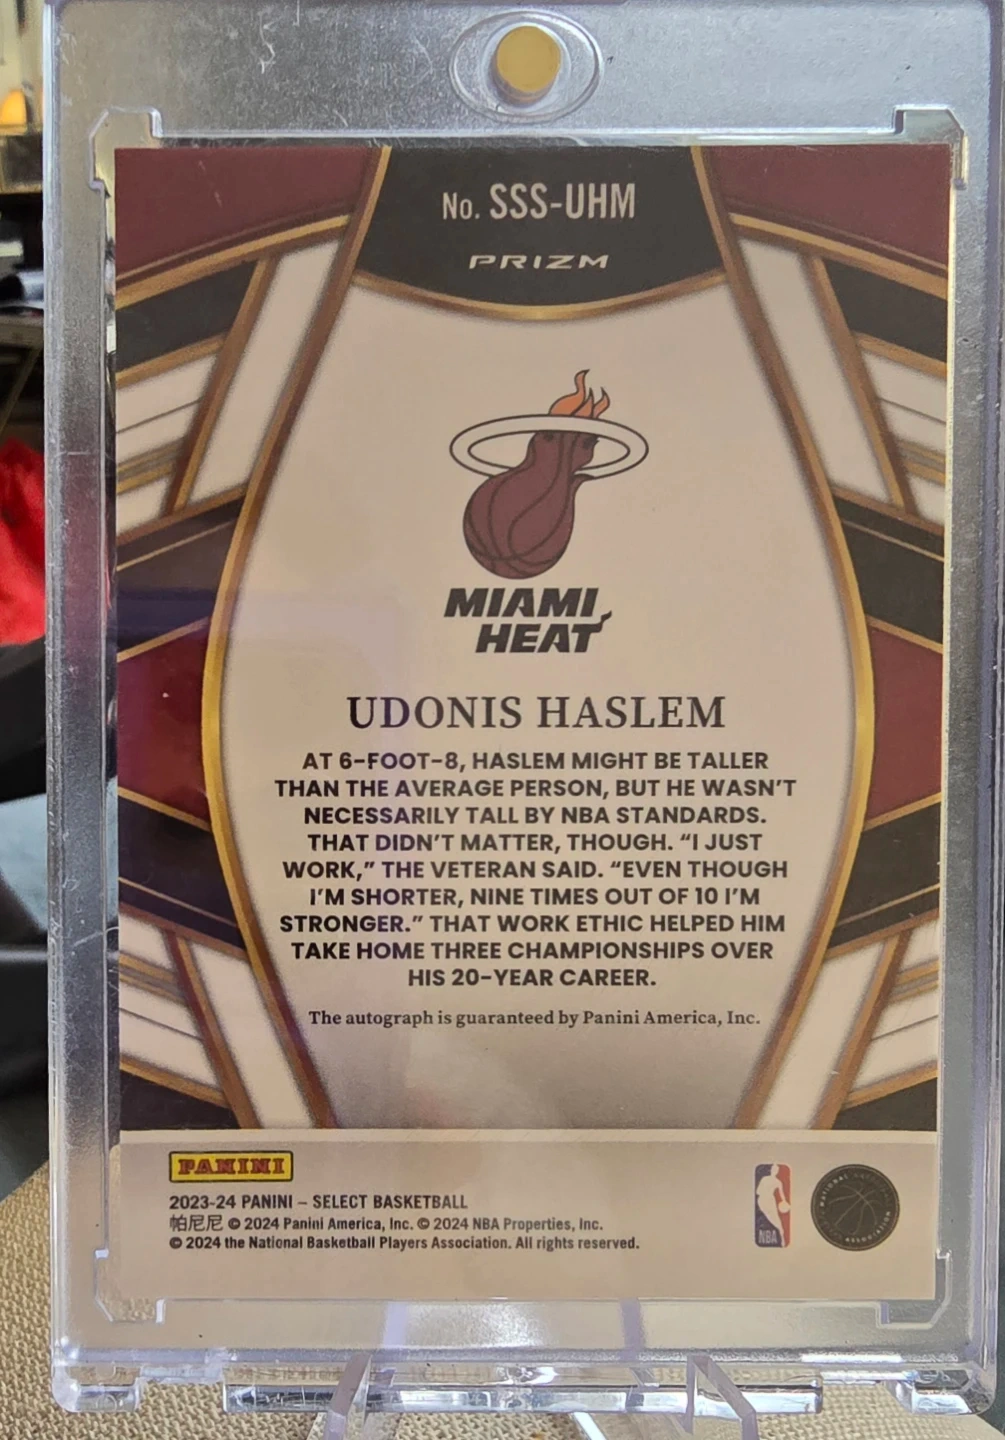 No. SSS-UHM
PRIZM
MIAMI
HEAT
UDONIS HASLEM
AT 6-FOOT-8, HASLEM MIGHT BE TALLER
THAN THE AVERAGE PERSON, BUT HE WASN'T
NECESSARILY TALL BY NBA STANDARDS.
THAT DIDN'T MATTER, THOUGH. “I JUST
WORK,” THE VETERAN SAID. “EVEN THOUGH
I'M SHORTER, NINE TIMES OUT OF 10 I'M
STRONGER.” THAT WORK ETHIC HELPED HIM
TAKE HOME THREE CHAMPIONSHIPS OVER
HIS 20-YEAR CAREER.
The autograph is guaranteed by Panini America, Inc.
PANINI
2023-24 PANINI – SELECT BASKETBALL
帕尼尼 © 2024 Panini America, Inc. © 2024 NBA Properties, Inc.
© 2024 the National Basketball Players Association. All rights reserved.
NBA